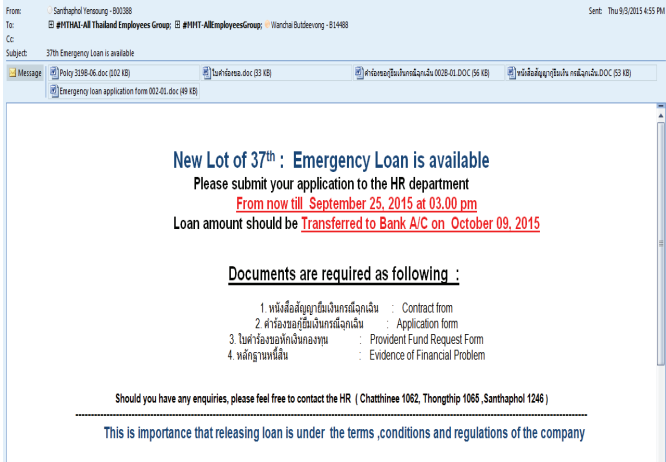 From: Santhaphol Yensoung - B00388 Sent: Thu 9/3/2015 4:55 PM
To: #MTHAI-All Thailand Employees Group; #MMT-AllEmployeesGroup; Wanchai Butdeevong - B14488
Cc:
Subject: 37th Emergency Loan is available
Message Polcy 319B-06.doc (102 KB) ใบคำร้องขอ.doc (33 KB) คำร้องขอกู้ยืมเงินกรณีฉุกเฉิน 002B-01.DOC (56 KB) หนังสือสัญญากู้ยืมเงิน กรณีฉุกเฉิน.DOC (53 KB)
Emergency loan application form 002-01.doc (49 KB)
New Lot of 37th : Emergency Loan is available
Please submit your application to the HR department
From now till September 25, 2015 at 03.00 pm
Loan amount should be Transferred to Bank A/C on October 09, 2015
Documents are required as following :
1. หนังสือสัญญายืมเงินกรณีฉุกเฉิน : Contract from
2. คำร้องขอกู้ยืมเงินกรณีฉุกเฉิน : Application form
3. ใบคำร้องขอหักเงินกองทุน : Provident Fund Request Form
4. หลักฐานหนี้สิน : Evidence of Financial Problem
Should you have any enquiries, please feel free to contact the HR ( Chatthinee 1062, Thongthip 1065 ,Santhaphol 1246 )
This is importance that releasing loan is under the terms ,conditions and regulations of the company